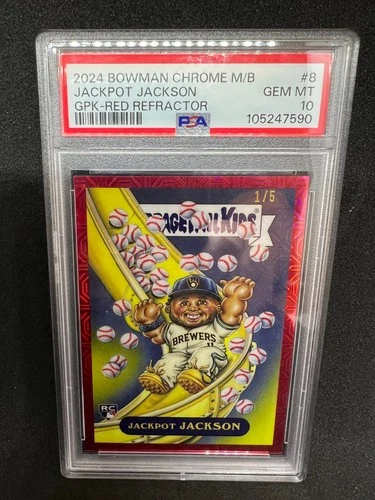 2024 BOWMAN CHROME M/B #8
JACKPOT JACKSON GEM MT
GPK-RED REFRACTOR 10
PSA 105247590
1/5
GARBAGE PAIL KIDS
BREWERS
11
RC
JACKPOT JACKSON